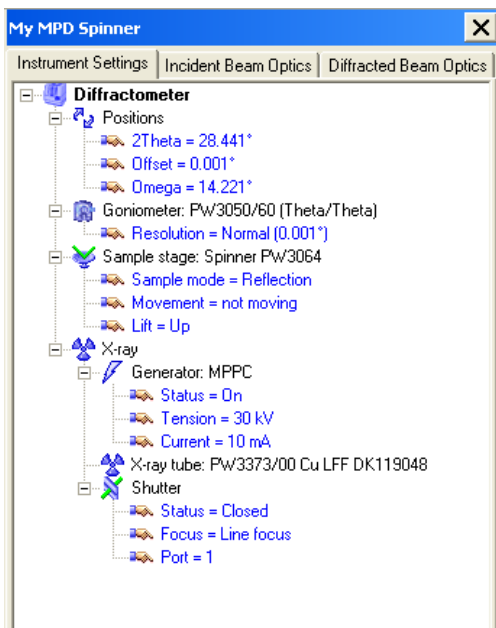 My MPD Spinner
Instrument Settings Incident Beam Optics Diffracted Beam Optics
Diffractometer
Positions
2Theta = 28.441°
Offset = 0.001°
Omega = 14.221°
Goniometer: PW3050/60 (Theta/Theta)
Resolution = Normal (0.001°)
Sample stage: Spinner PW3064
Sample mode = Reflection
Movement = not moving
Lift = Up
X-ray
Generator: MPPC
Status = On
Tension = 30 kV
Current = 10 mA
X-ray tube: PW3373/00 Cu LFF DK119048
Shutter
Status = Closed
Focus = Line focus
Port = 1